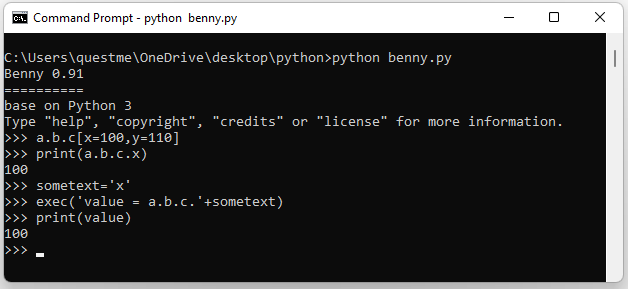 Command Prompt - python  benny.py
C:\Users\questme\OneDrive\desktop\python>python benny.py
Benny 0.91
==========
base on Python 3
Type "help", "copyright", "credits" or "license" for more information.
>>> a.b.c[x=100,y=110]
>>> print(a.b.c.x)
100
>>> sometext='x'
>>> exec('value = a.b.c.'+sometext)
>>> print(value)
100
>>>